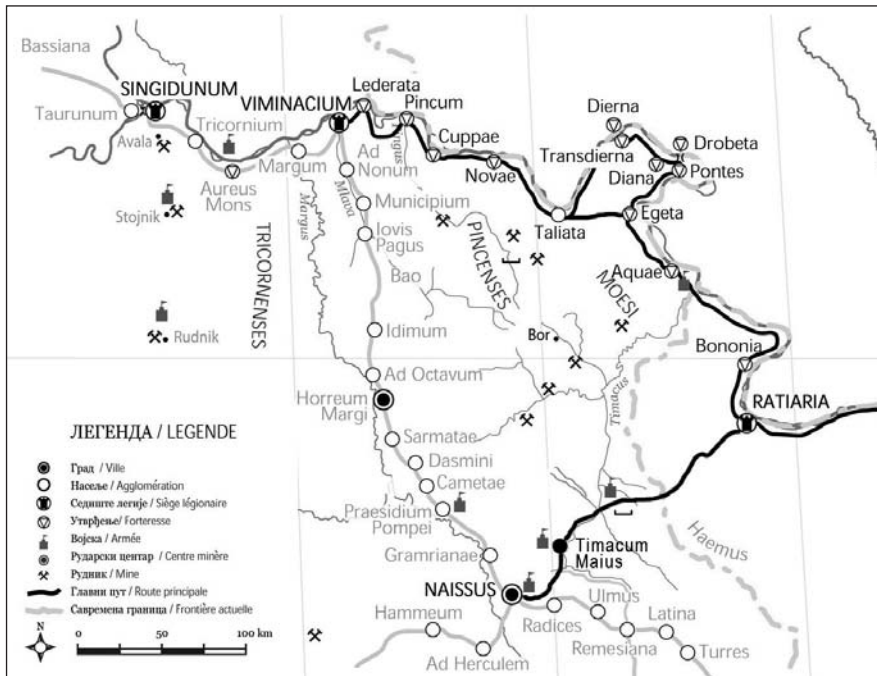 Bassiana
SINGIDUNUM
Taurunum
Avala
Tricornium
Aureus
Mons
Stojnik
Rudnik
TRICORNENSES
VIMINACIUM
Margum
Margus
Mlava
Lederata
Pincum
Pingus
Cuppae
Novae
Taliata
Ad
Nonum
Municipium
Iovis
Pagus
Bao
Idimum
Ad Octavum
Horreum
Margi
Sarmatae
Dasmini
Cametae
Praesidium
Pompei
Gramrianae
PINCENSES
MOESI
Bor
Timacus
Dierna
Transdierna
Diana
Drobeta
Pontes
Egeta
Aquae
Bononia
RATIARIA
Haemus
Timacum
Maius
NAISSUS
Hammeum
Ad Herculem
Radices
Ulmus
Remesiana
Latina
Turres
ЛЕГЕНДА / LEGENDE
Град / Ville
Насеље / Agglomération
Седиште легије / Siège légionaire
Утврђење/ Forteresse
Војска / Armée
Рударски центар / Centre minère
Рудник / Mine
Главни пут / Route principale
Савремена граница / Frontière actuelle
N
0 50 100 km